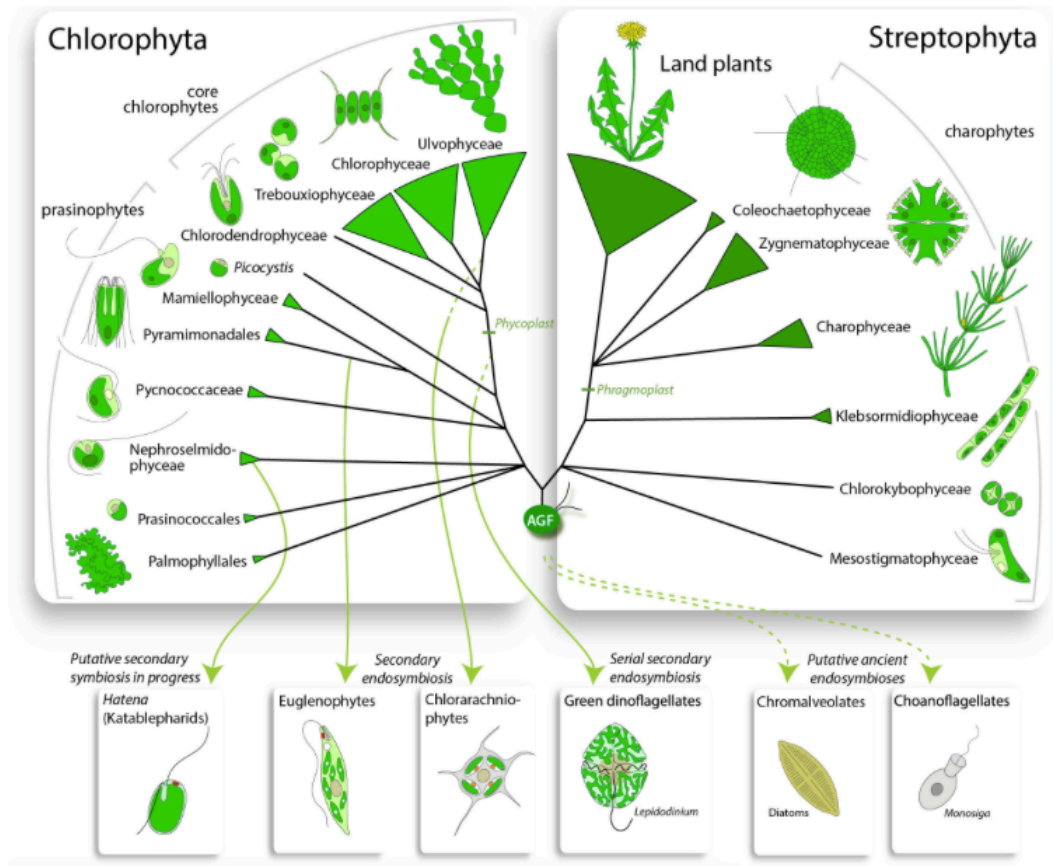 Chlorophyta
core
chlorophytes
Ulvophyceae
Chlorophyceae
Trebouxiophyceae
prasinophytes
Chlorodendrophyceae
Picocystis
Mamiellophyceae
Pyramimonadales
Pycnococcaceae
Nephroselmido-
phyceae
Prasinococcales
Palmophyllales
Phycoplast
Streptophyta
Land plants
charophytes
Coleochaetophyceae
Zygnematophyceae
Charophyceae
Phragmoplast
Klebsormidiophyceae
Chlorokybophyceae
Mesostigmatophyceae
AGF
Putative secondary
symbiosis in progress
Secondary
endosymbiosis
Serial secondary
endosymbiosis
Putative ancient
endosymbioses
Hatena
(Katablepharids)
Euglenophytes
Chlorarachnio-
phytes
Green dinoflagellates
Lepidodinium
Chromalveolates
Diatoms
Choanoflagellates
Monosiga